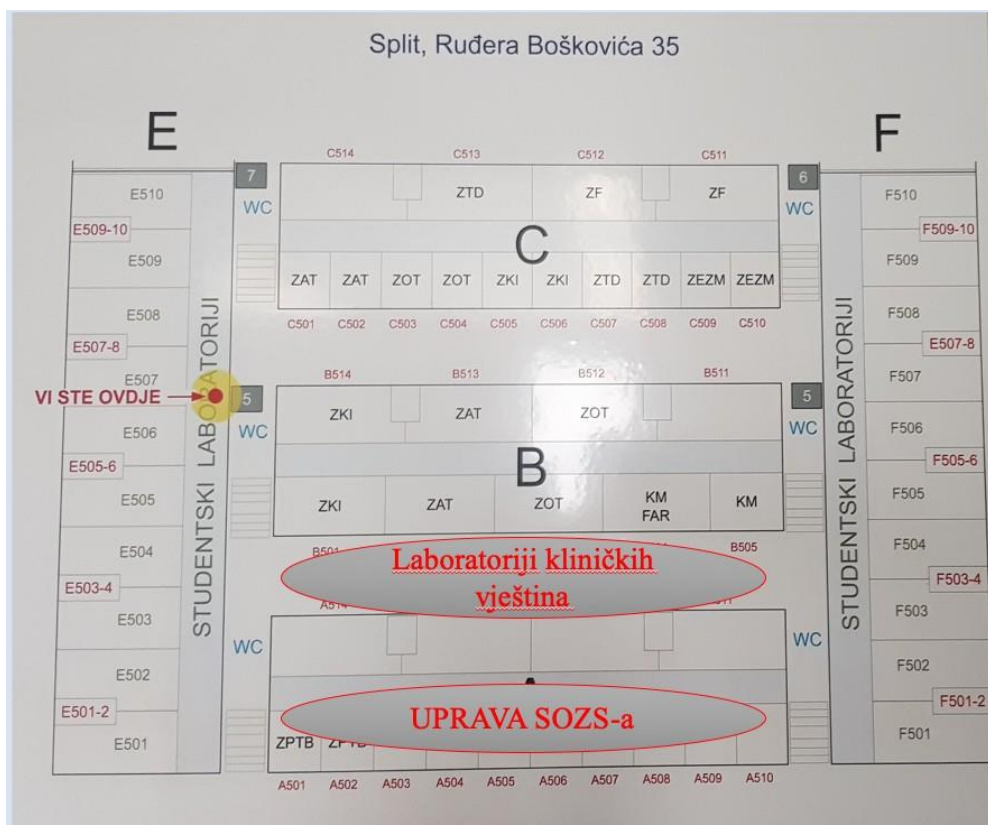 Split, Ruđera Boškovića 35
E
F
C514 C513 C512 C511
7
6
WC
WC
ZTD ZF ZF
C
ZAT ZAT ZOT ZOT ZKI ZKI ZTD ZTD ZEZM ZEZM
C501 C502 C503 C504 C505 C506 C507 C508 C509 C510
E510
E509-10
E509
E508
E507-8
E507
VI STE OVDJE
E506
E505-6
E505
E504
E503-4
E503
E502
E501-2
E501
STUDENTSKI LABORATORIJI
B514 B513 B512 B511
5
5
WC
WC
ZKI ZAT ZOT
B
ZKI ZAT ZOT KM FAR KM
B501 B505
Laboratoriji kliničkih
vještina
A514
WC
WC
UPRAVA SOZS-a
ZPTB ZPTB
A501 A502 A503 A504 A505 A506 A507 A508 A509 A510
STUDENTSKI LABORATORIJI
F510
F509-10
F509
F508
E507-8
F507
F506
F505-6
F505
F504
F503-4
F503
F502
F501-2
F501